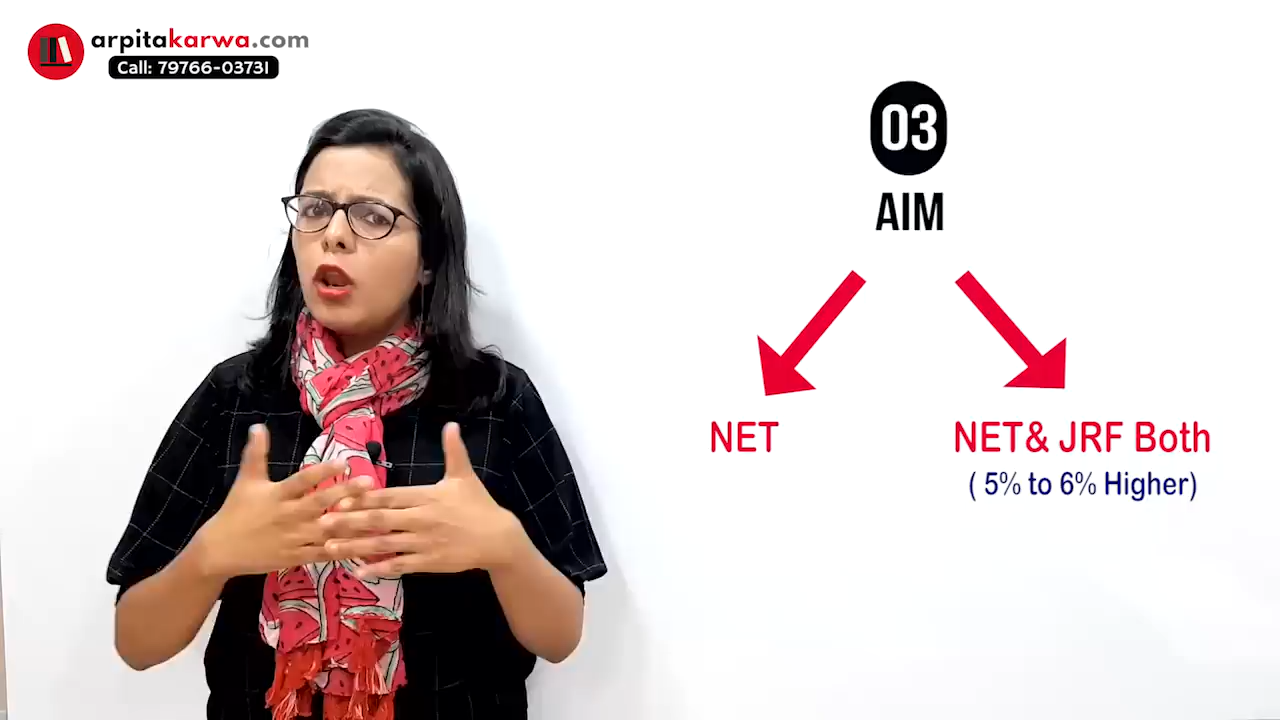 arpitakarwa.com
Call: 79766-03731
03
AIM
NET
NET& JRF Both
( 5% to 6% Higher)